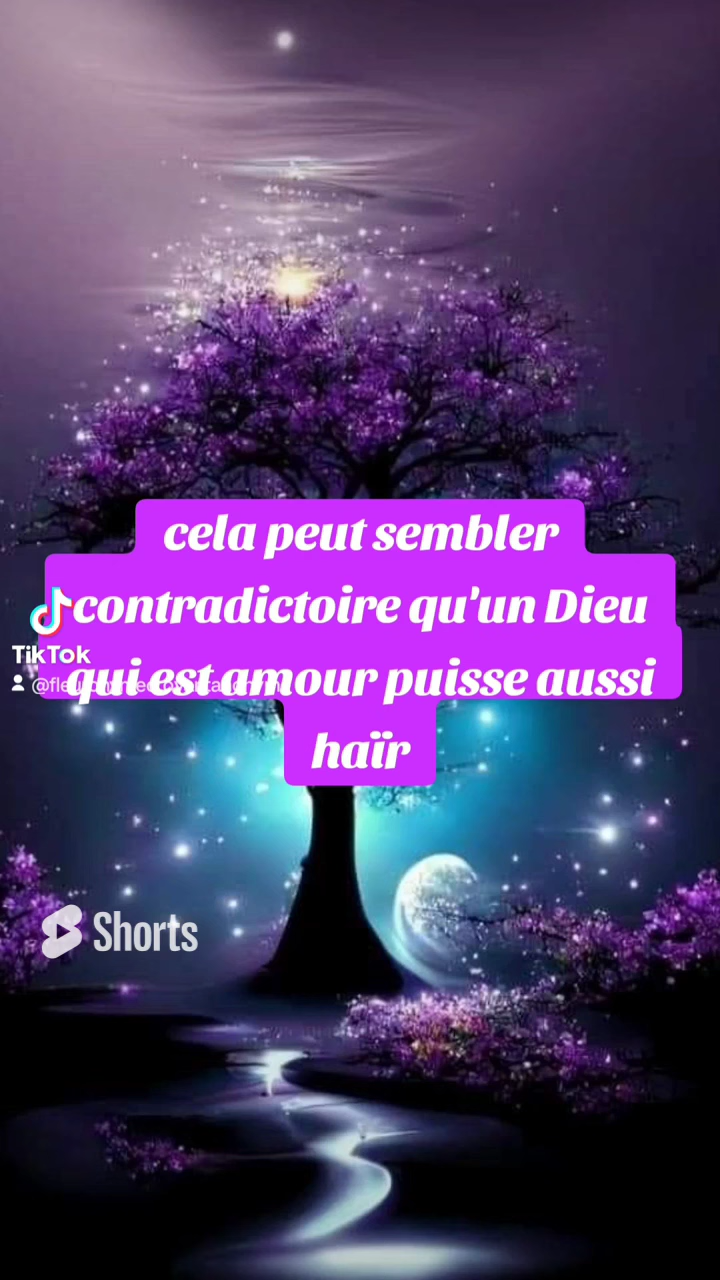 cela peut sembler
contradictoire qu'un Dieu
qui est amour puisse aussi
haïr
TikTok
Shorts